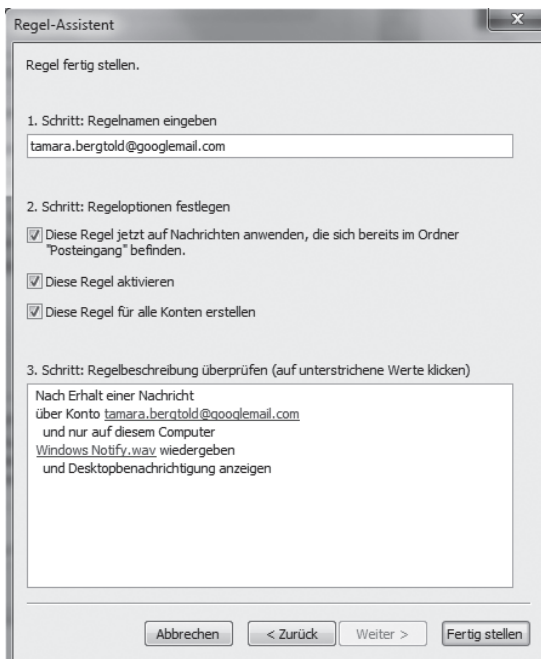 Regel-Assistent
Regel fertig stellen.
1. Schritt: Regelnamen eingeben
tamara.bergtold@googlemail.com
2. Schritt: Regeloptionen festlegen
Diese Regel jetzt auf Nachrichten anwenden, die sich bereits im Ordner
"Posteingang" befinden.
Diese Regel aktivieren
Diese Regel für alle Konten erstellen
3. Schritt: Regelbeschreibung überprüfen (auf unterstrichene Werte klicken)
Nach Erhalt einer Nachricht
über Konto tamara.bergtold@googlemail.com
und nur auf diesem Computer
Windows Notify.wav wiedergeben
und Desktopbenachrichtigung anzeigen
Abbrechen < Zurück Weiter > Fertig stellen